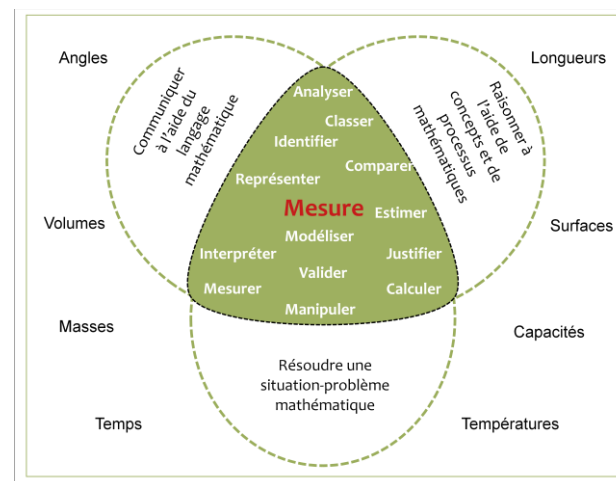 Angles
Longueurs
Communiquer
à l'aide du
langage
mathématique
Raisonner à
l'aide de
concepts et de
processus
mathématiques
Analyser
Classer
Identifier
Comparer
Représenter
Mesure
Estimer
Volumes
Surfaces
Modéliser
Interpréter
Justifier
Valider
Mesurer
Calculer
Manipuler
Masses
Capacités
Résoudre une
situation-problème
mathématique
Temps
Températures